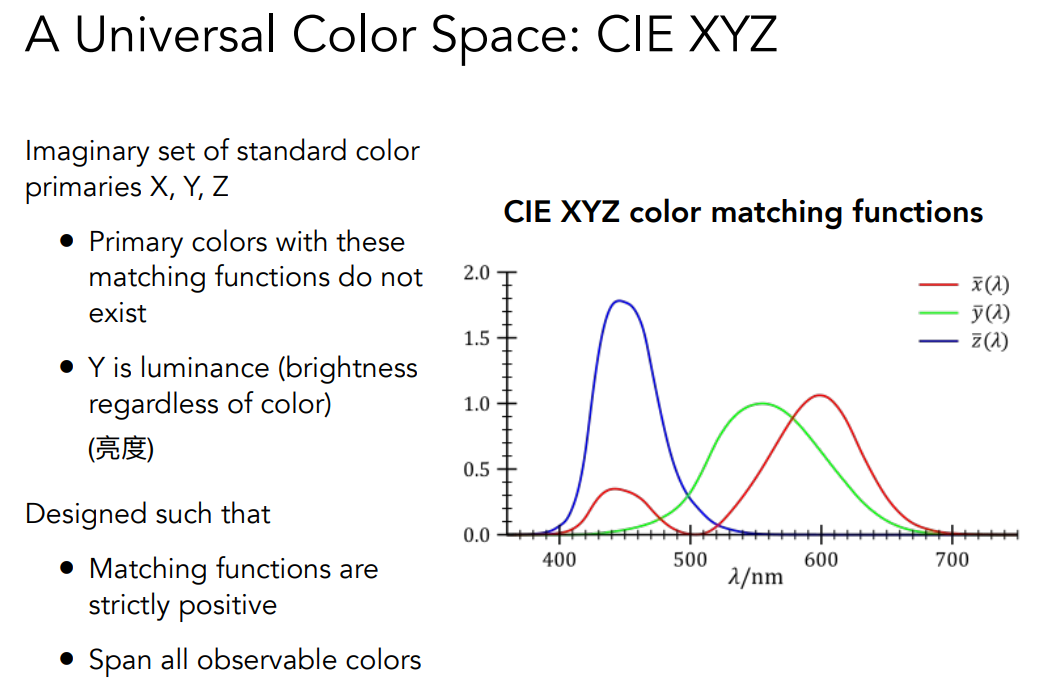 A Universal Color Space: CIE XYZ
Imaginary set of standard color
primaries X, Y, Z
• Primary colors with these
matching functions do not
exist
• Y is luminance (brightness
regardless of color)
(亮度)
Designed such that
• Matching functions are
strictly positive
• Span all observable colors
CIE XYZ color matching functions
2.0
1.5
1.0
0.5
0.0
400 500 600 700
λ/nm
x̄(λ)
ȳ(λ)
z̄(λ)